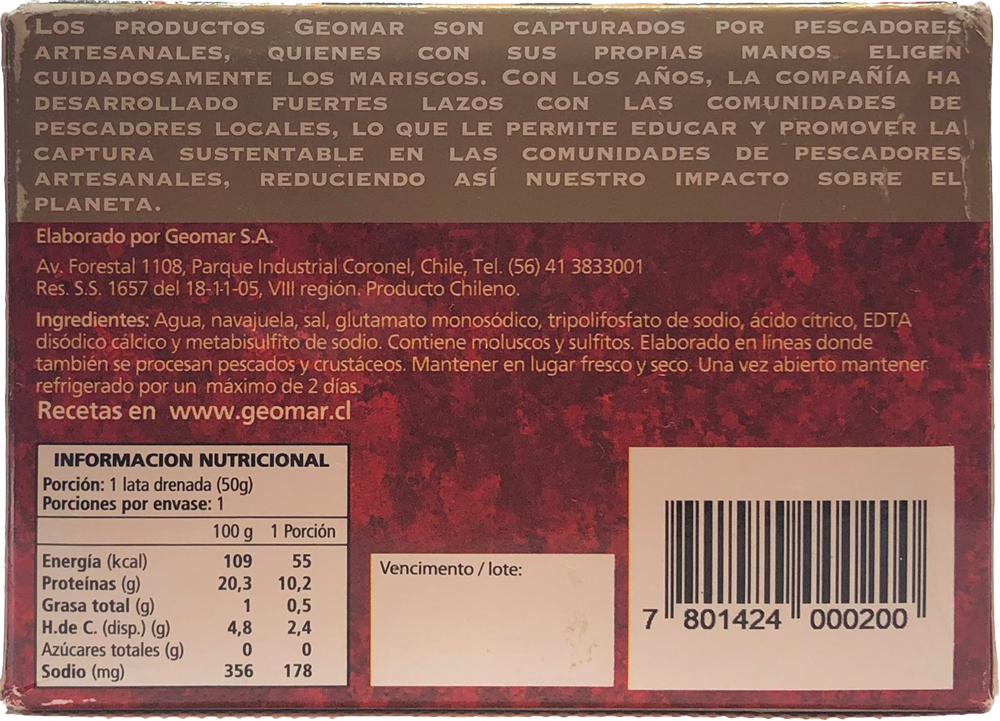 LOS PRODUCTOS GEOMAR SON CAPTURADOS POR PESCADORES
ARTESANALES, QUIENES CON SUS PROPIAS MANOS ELIGEN
CUIDADOSAMENTE LOS MARISCOS. CON LOS AÑOS, LA COMPAÑÍA HA
DESARROLLADO FUERTES LAZOS CON LAS COMUNIDADES DE
PESCADORES LOCALES, LO QUE LE PERMITE EDUCAR Y PROMOVER LA
CAPTURA SUSTENTABLE EN LAS COMUNIDADES DE PESCADORES
ARTESANALES, REDUCIENDO ASÍ NUESTRO IMPACTO SOBRE EL
PLANETA.
Elaborado por Geomar S.A.
Av. Forestal 1108, Parque Industrial Coronel, Chile, Tel. (56) 41 3833001
Res. S.S. 1657 del 18-11-05, VIII región. Producto Chileno.
Ingredientes: Agua, navajuela, sal, glutamato monosódico, tripolifosfato de sodio, ácido cítrico, EDTA
disódico cálcico y metabisulfito de sodio. Contiene moluscos y sulfitos. Elaborado en líneas donde
también se procesan pescados y crustáceos. Mantener en lugar fresco y seco. Una vez abierto mantener
refrigerado por un máximo de 2 días.
Recetas en www.geomar.cl
INFORMACION NUTRICIONAL
Porción: 1 lata drenada (50g)
Porciones por envase: 1
100 g 1 Porción
Energía (kcal) 109 55
Proteínas (g) 20,3 10,2
Grasa total (g) 1 0,5
H.de C. (disp.) (g) 4,8 2,4
Azúcares totales (g) 0 0
Sodio (mg) 356 178
Vencimento / lote:
7 801424 000200